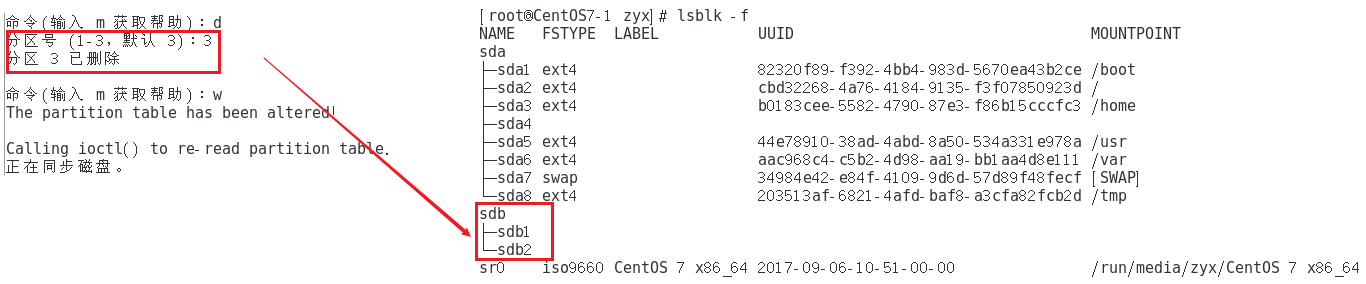 命令(输入 m 获取帮助)：d
分区号 (1-3，默认 3)：3
分区 3 已删除
命令(输入 m 获取帮助)：w
The partition table has been altered!
Calling ioctl() to re-read partition table.
正在同步磁盘。
[root@CentOS7-1 zyx]# lsblk -f
NAME FSTYPE LABEL UUID MOUNTPOINT
sda
├─sda1 ext4 82320f89-f392-4bb4-983d-5670ea43b2ce /boot
├─sda2 ext4 cbd32268-4a76-4184-9135-f3f07850923d /
├─sda3 ext4 b0183cee-5582-4790-87e3-f86b15cccfc3 /home
├─sda4
├─sda5 ext4 44e78910-38ad-4abd-8a50-534a331e978a /usr
├─sda6 ext4 aac968c4-c5b2-4d98-aa19-bb1aa4d8e111 /var
├─sda7 swap 34984e42-e84f-4109-9d6d-57d89f48fecf [SWAP]
└─sda8 ext4 203513af-6821-4afd-baf8-a3cfa82fcb2d /tmp
sdb
├─sdb1
└─sdb2
sr0 iso9660 CentOS 7 x86_64 2017-09-06-10-51-00-00 /run/media/zyx/CentOS 7 x86_64